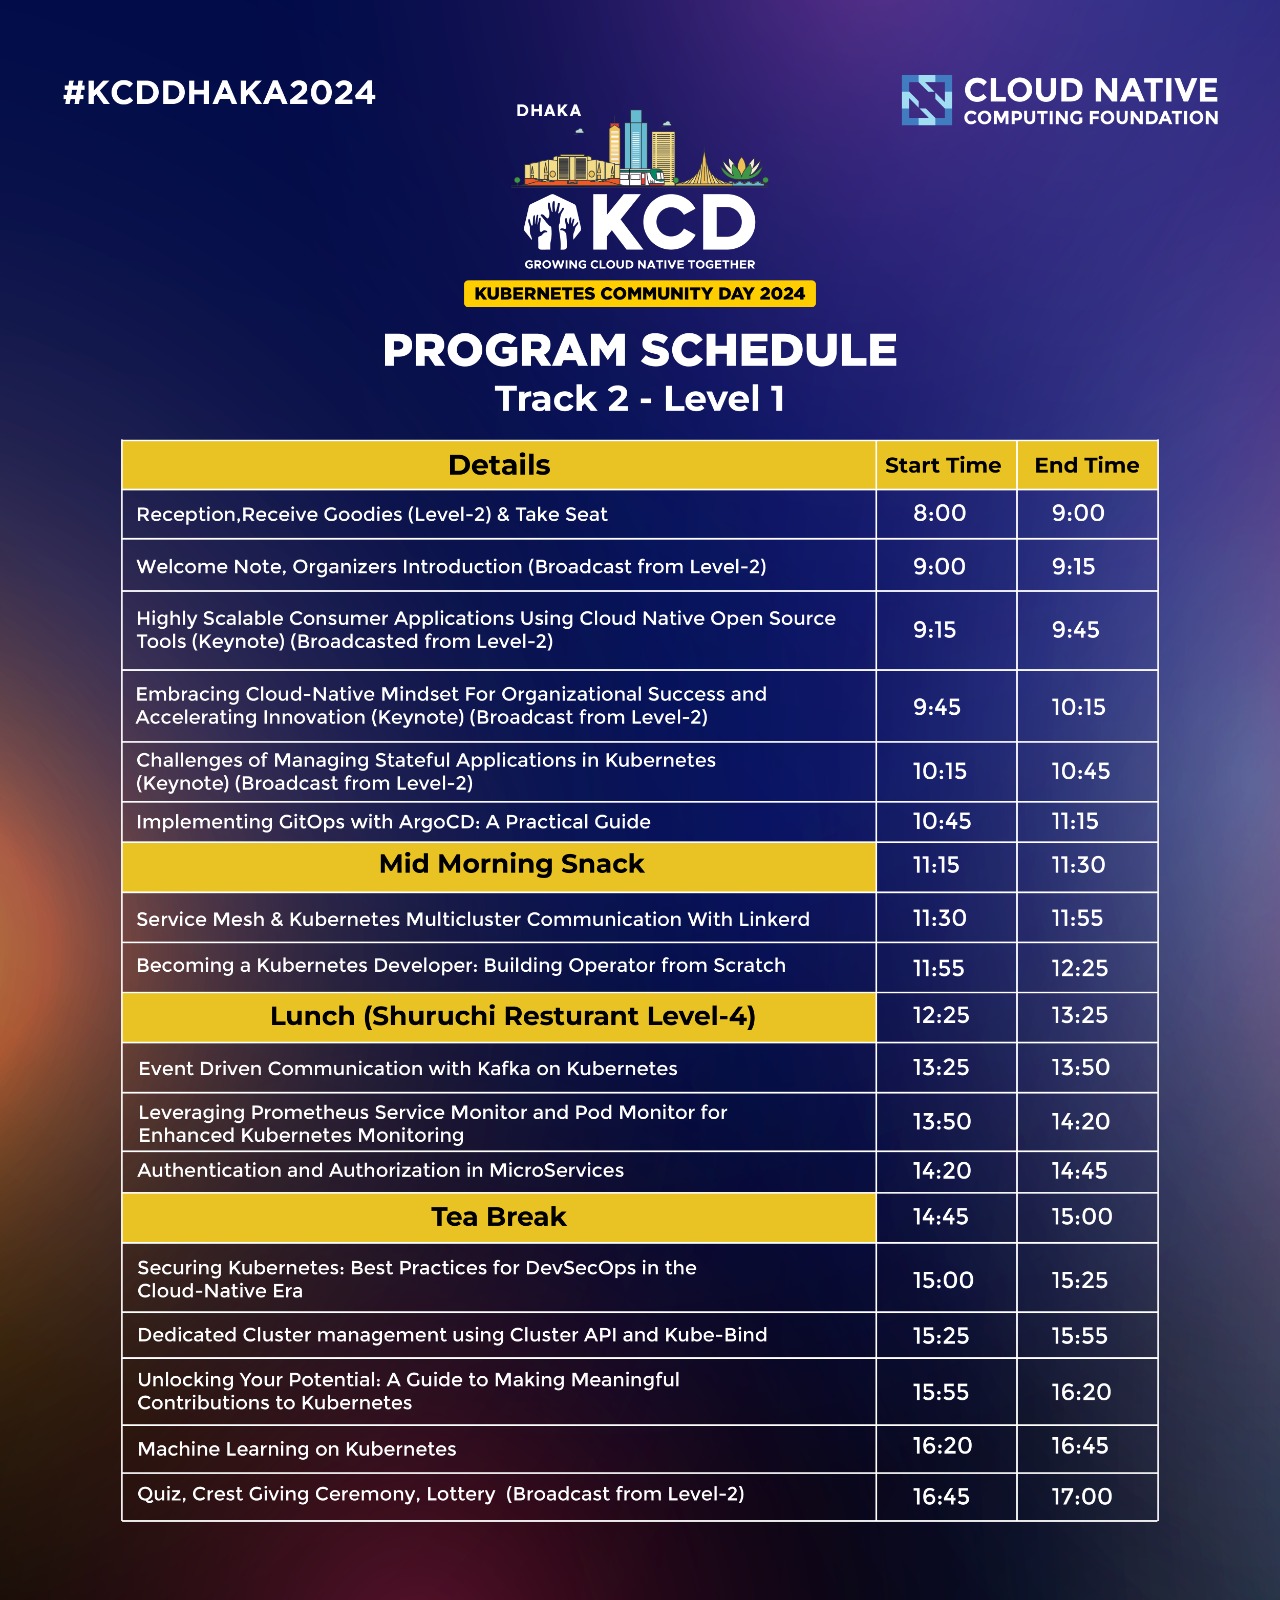 #KCDDHAKA2024
CLOUD NATIVE
COMPUTING FOUNDATION
DHAKA
KCD
GROWING CLOUD NATIVE TOGETHER
KUBERNETES COMMUNITY DAY 2024
PROGRAM SCHEDULE
Track 2 - Level 1
Details Start Time End Time
Reception,Receive Goodies (Level-2) & Take Seat 8:00 9:00
Welcome Note, Organizers Introduction (Broadcast from Level-2) 9:00 9:15
Highly Scalable Consumer Applications Using Cloud Native Open Source
Tools (Keynote) (Broadcasted from Level-2) 9:15 9:45
Embracing Cloud-Native Mindset For Organizational Success and
Accelerating Innovation (Keynote) (Broadcast from Level-2) 9:45 10:15
Challenges of Managing Stateful Applications in Kubernetes
(Keynote) (Broadcast from Level-2) 10:15 10:45
Implementing GitOps with ArgoCD: A Practical Guide 10:45 11:15
Mid Morning Snack 11:15 11:30
Service Mesh & Kubernetes Multicluster Communication With Linkerd 11:30 11:55
Becoming a Kubernetes Developer: Building Operator from Scratch 11:55 12:25
Lunch (Shuruchi Resturant Level-4) 12:25 13:25
Event Driven Communication with Kafka on Kubernetes 13:25 13:50
Leveraging Prometheus Service Monitor and Pod Monitor for
Enhanced Kubernetes Monitoring 13:50 14:20
Authentication and Authorization in MicroServices 14:20 14:45
Tea Break 14:45 15:00
Securing Kubernetes: Best Practices for DevSecOps in the
Cloud-Native Era 15:00 15:25
Dedicated Cluster management using Cluster API and Kube-Bind 15:25 15:55
Unlocking Your Potential: A Guide to Making Meaningful
Contributions to Kubernetes 15:55 16:20
Machine Learning on Kubernetes 16:20 16:45
Quiz, Crest Giving Ceremony, Lottery (Broadcast from Level-2) 16:45 17:00